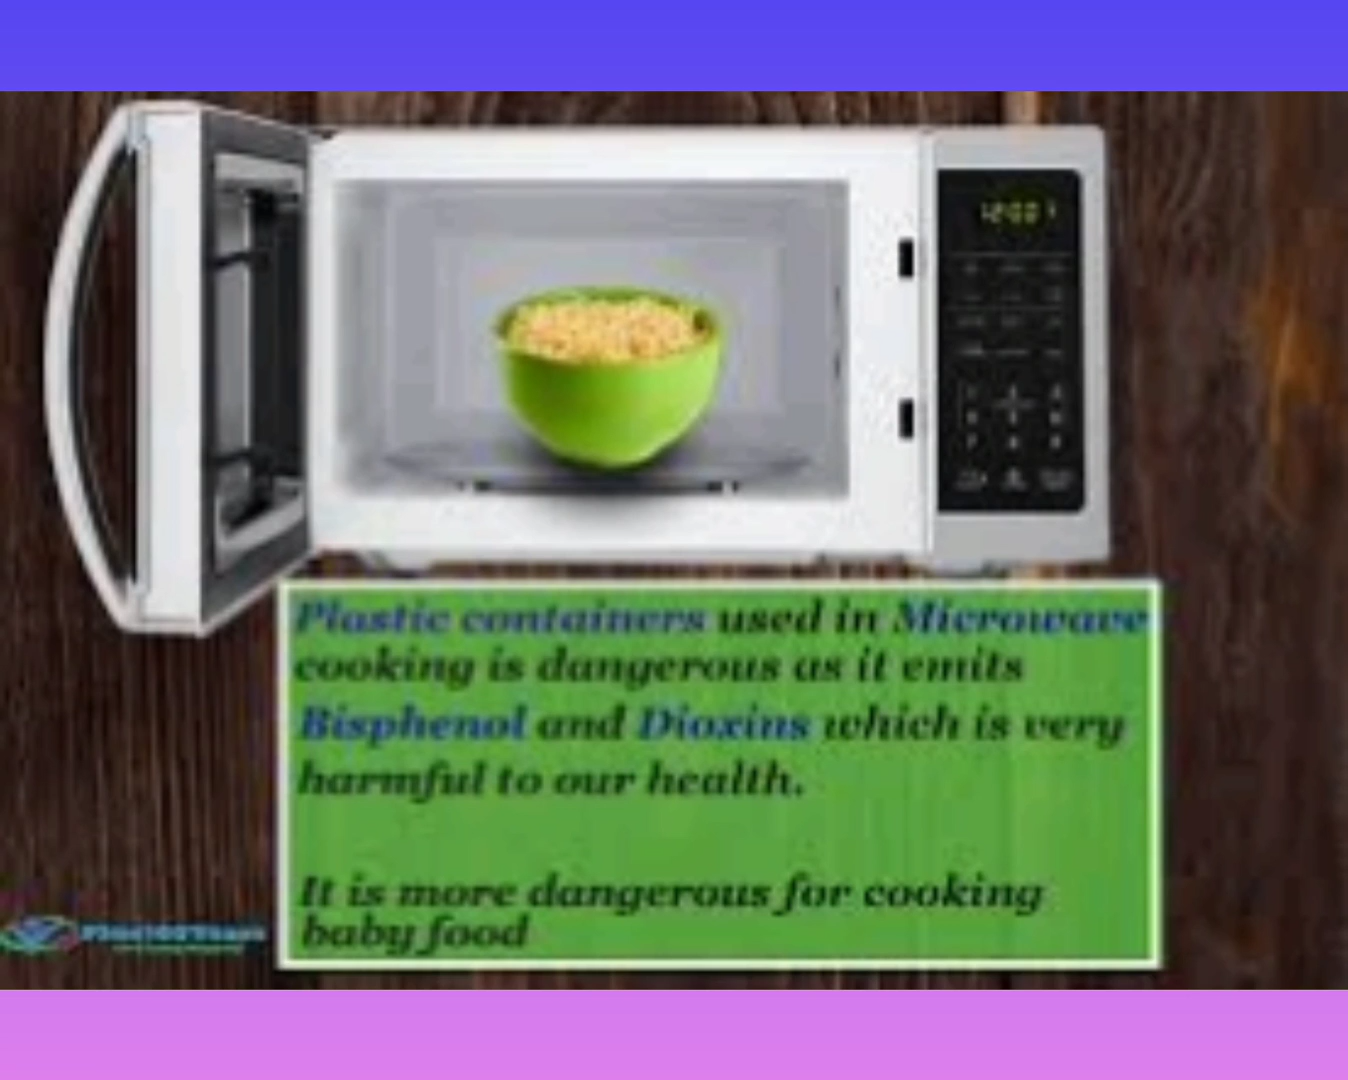 Plastic containers used in Microwave
cooking is dangerous as it emits
Bisphenol and Dioxins which is very
harmful to our health.
It is more dangerous for cooking
baby food